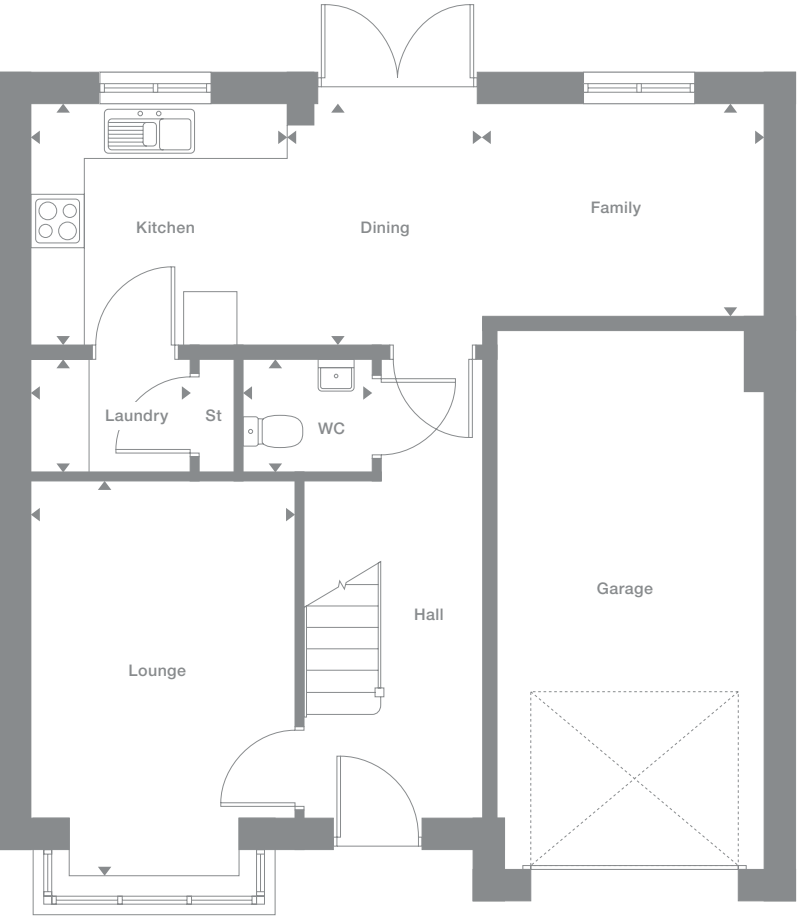 Family
Kitchen
Dining
Laundry
St
WC
Garage
Hall
Lounge